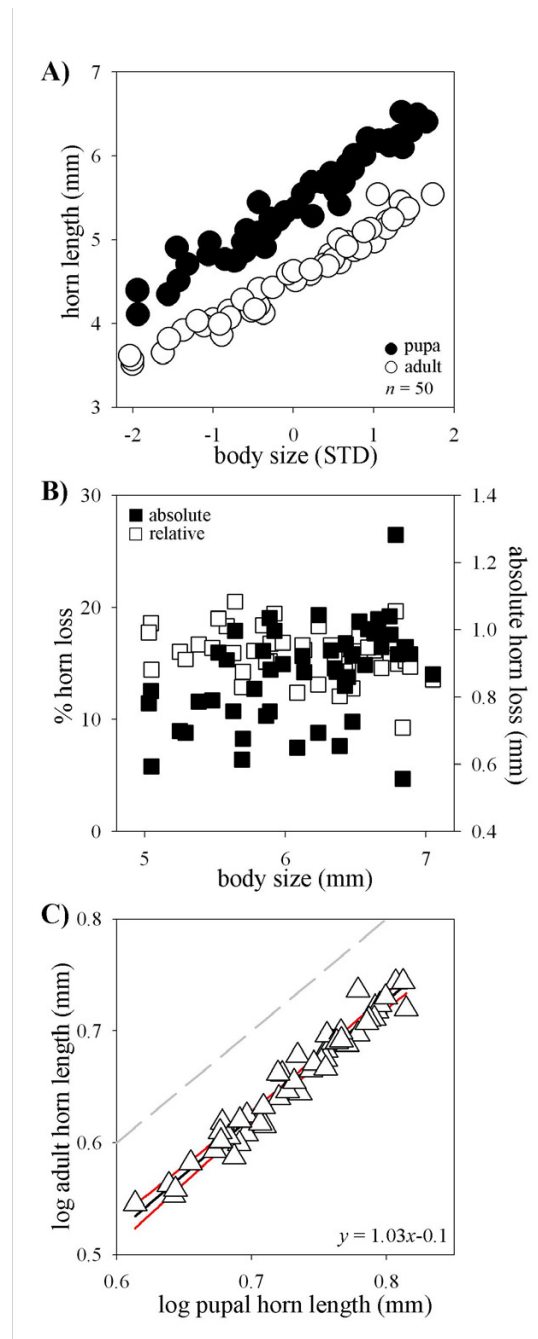 A)
7
6
5
4
3
horn length (mm)
pupa
adult
n = 50
-2 -1 0 1 2
body size (STD)
B)
30
20
10
0
% horn loss
absolute
relative
1.4
1.2
1.0
0.8
0.6
0.4
absolute horn loss (mm)
5 6 7
body size (mm)
C)
0.8
0.7
0.6
0.5
log adult horn length (mm)
y = 1.03x-0.1
0.6 0.7 0.8
log pupal horn length (mm)